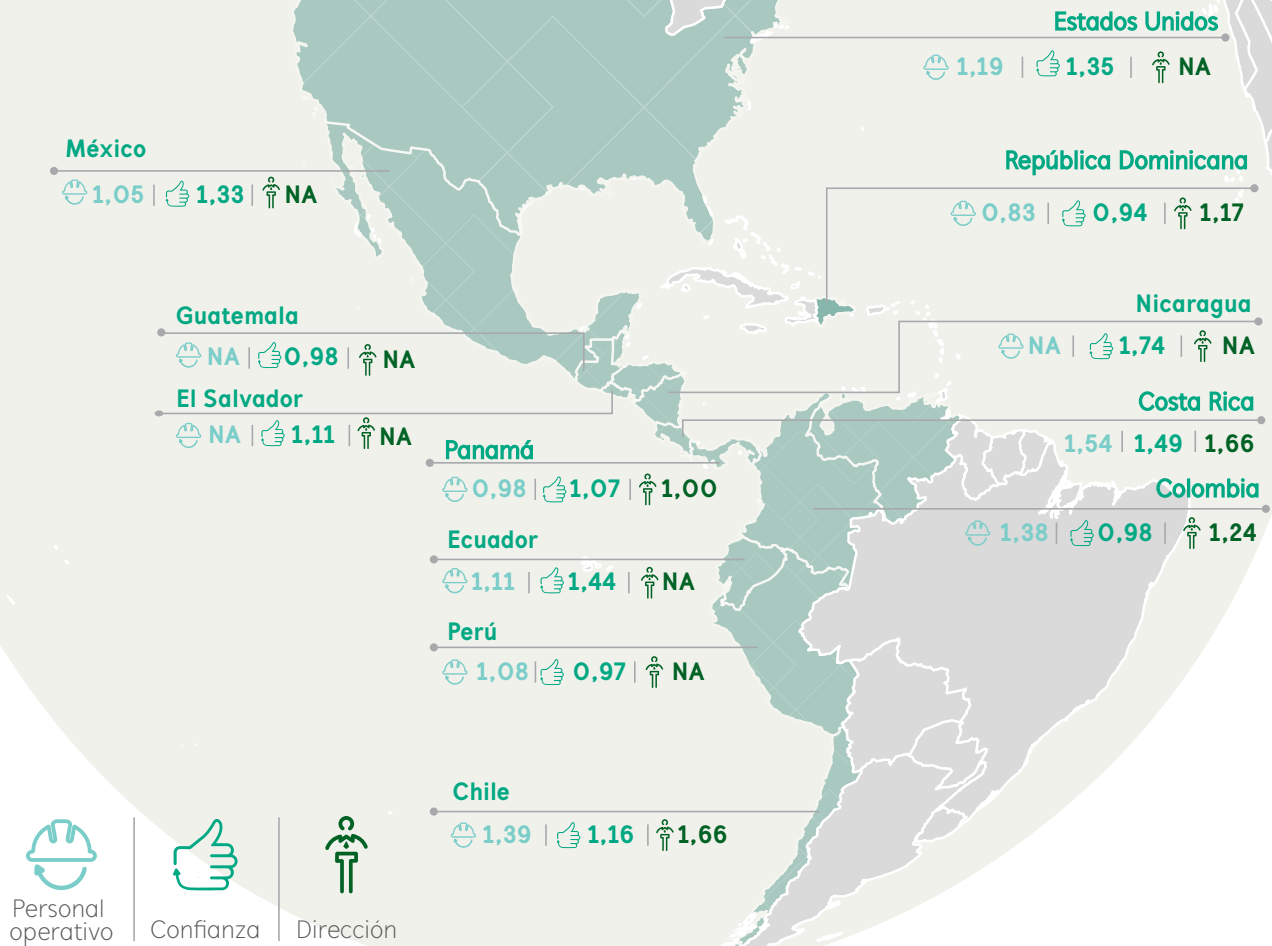 Estados Unidos
1,19 | 1,35 | NA
México
1,05 | 1,33 | NA
República Dominicana
0,83 | 0,94 | 1,17
Guatemala
NA | 0,98 | NA
Nicaragua
NA | 1,74 | NA
El Salvador
NA | 1,11 | NA
Costa Rica
1,54 | 1,49 | 1,66
Panamá
0,98 | 1,07 | 1,00
Colombia
1,38 | 0,98 | 1,24
Ecuador
1,11 | 1,44 | NA
Perú
1,08 | 0,97 | NA
Chile
1,39 | 1,16 | 1,66
Personal
operativo
Confianza
Dirección